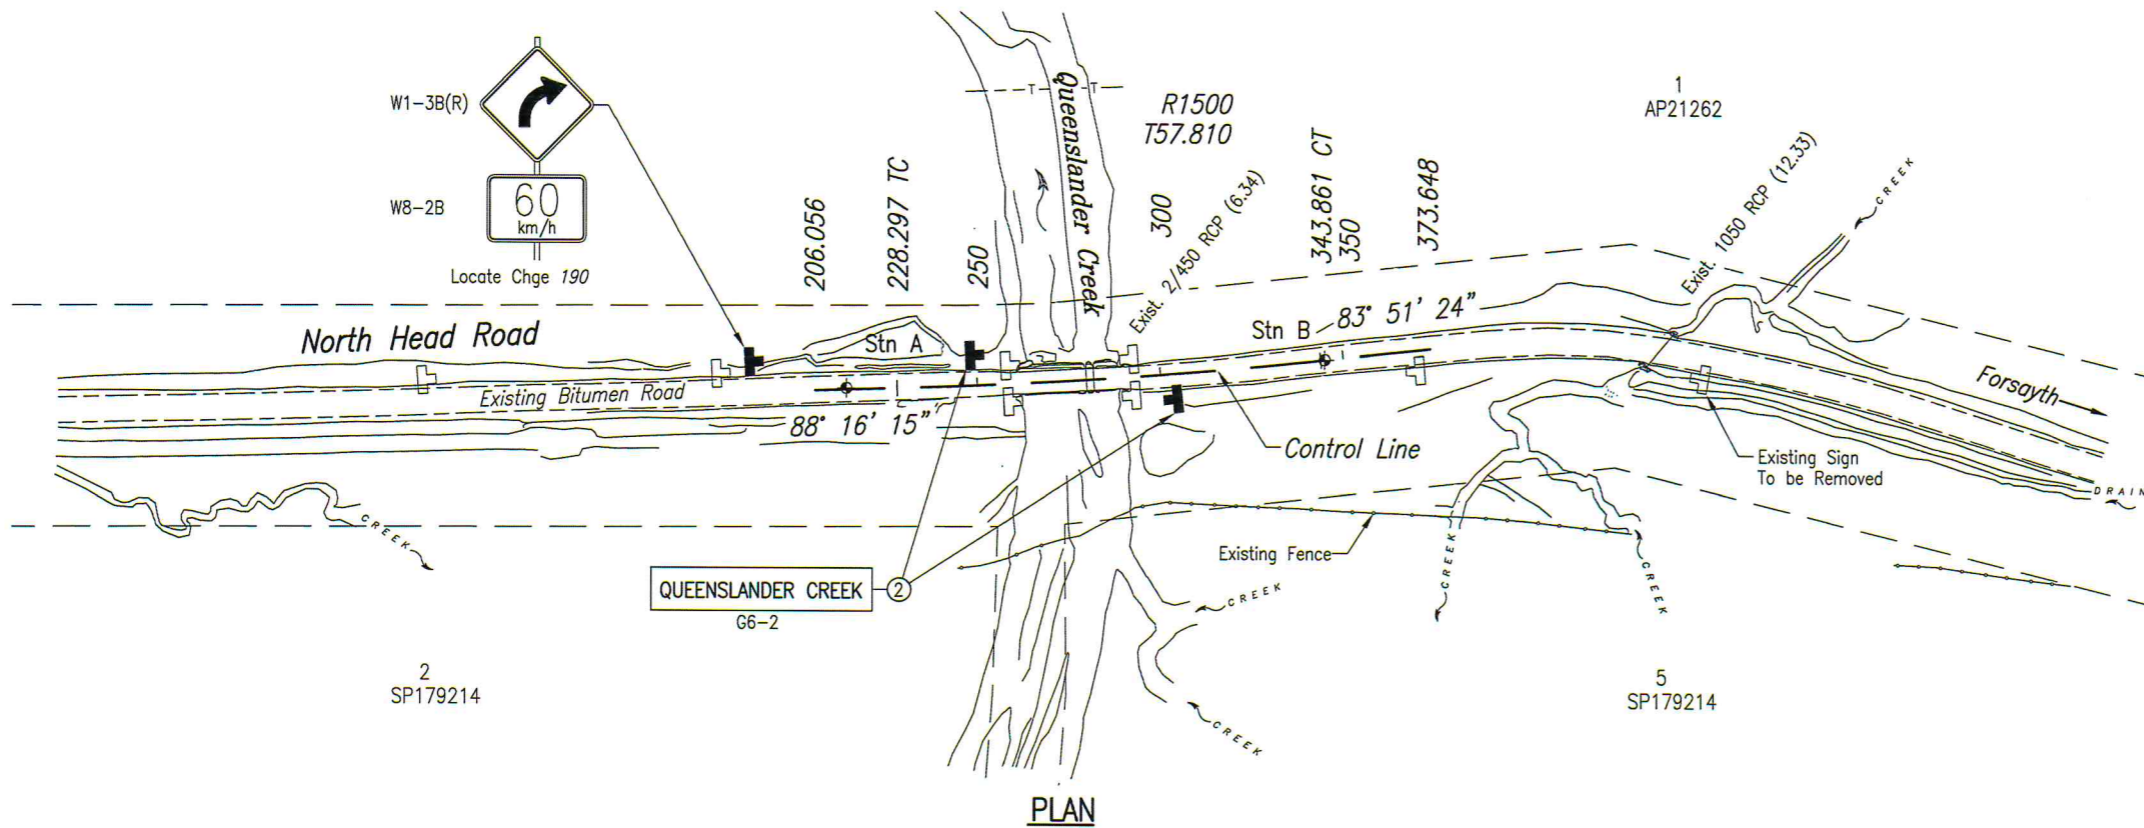 W1-3B(R)
W8-2B
60
km/h
Locate Chge 190
North Head Road
Existing Bitumen Road
88° 16' 15"
206.056
228.297 TC
Stn A
250
T
T
Queenslander Creek
R1500
T57.810
300
Exist. 2/450 RCP (6.34)
343.861 CT
350
373.648
Stn B
83° 51' 24"
1
AP21262
Exist. 1050 RCP (12.33)
CREEK
Forsayth
Control Line
Existing Sign
To be Removed
DRAIN
Existing Fence
CREEK
CREEK
CREEK
QUEENSLANDER CREEK
2
G6-2
CREEK
CREEK
2
SP179214
5
SP179214
PLAN